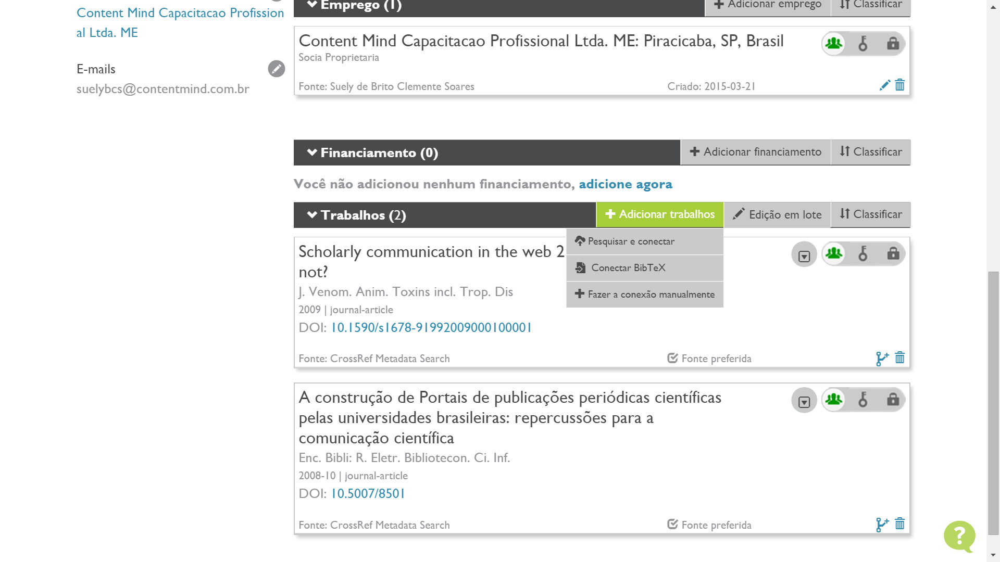 Content Mind Capacitacao Profission
al Ltda. ME
E-mails
suelybcs@contentmind.com.br
Emprego (1)
Adicionar emprego
Classificar
Content Mind Capacitacao Profissional Ltda. ME: Piracicaba, SP, Brasil
Socia Proprietaria
Fonte: Suely de Brito Clemente Soares
Criado: 2015-03-21
Financiamento (0)
Adicionar financiamento
Classificar
Você não adicionou nenhum financiamento, adicione agora
Trabalhos (2)
Adicionar trabalhos
Edição em lote
Classificar
Pesquisar e conectar
Conectar BibTeX
Fazer a conexão manualmente
Scholarly communication in the web 2
not?
J. Venom. Anim. Toxins incl. Trop. Dis
2009 | journal-article
DOI: 10.1590/s1678-91992009000100001
Fonte: CrossRef Metadata Search
Fonte preferida
A construção de Portais de publicações periódicas científicas
pelas universidades brasileiras: repercussões para a
comunicação científica
Enc. Bibli: R. Eletr. Bibliotecon. Ci. Inf.
2008-10 | journal-article
DOI: 10.5007/8501
Fonte: CrossRef Metadata Search
Fonte preferida
?